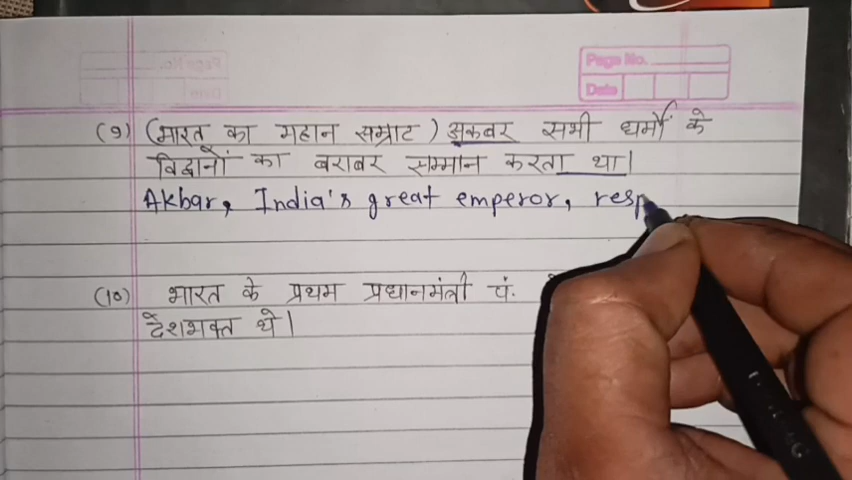 Page No.
Date
(9) (भारत का महान सम्राट) अकबर सभी धर्मों के
विद्वानों का बराबर सम्मान करता था।
Akbar, India's great emperor, resp
(10) भारत के प्रथम प्रधानमंत्री पं.
देशभक्त थे।